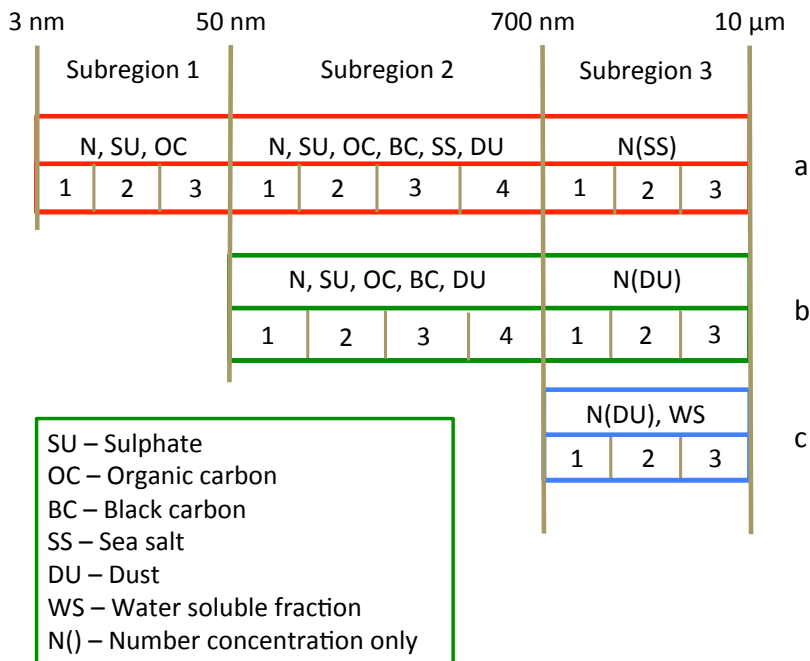 3 nm 50 nm 700 nm 10 μm
Subregion 1 Subregion 2 Subregion 3
N, SU, OC N, SU, OC, BC, SS, DU N(SS)
a
1 2 3 1 2 3 4 1 2 3
N, SU, OC, BC, DU N(DU)
b
1 2 3 4 1 2 3
N(DU), WS
c
1 2 3
SU – Sulphate
OC – Organic carbon
BC – Black carbon
SS – Sea salt
DU – Dust
WS – Water soluble fraction
N() – Number concentration only